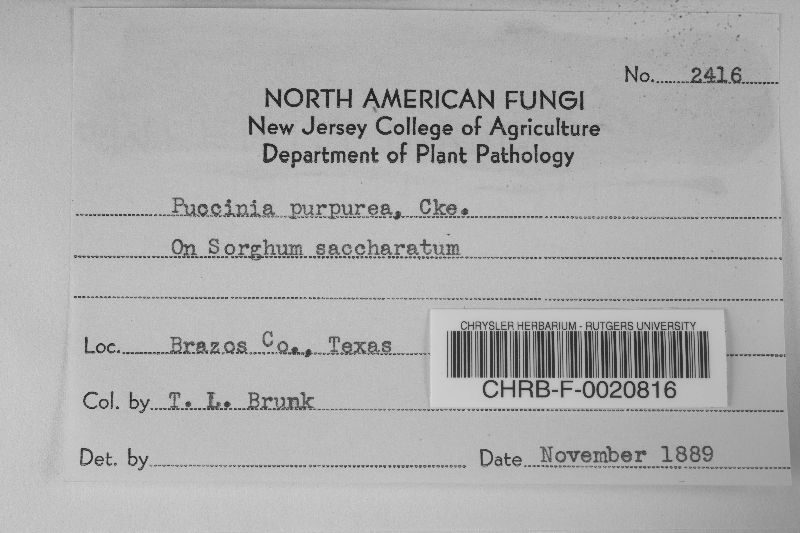 No. 2416
NORTH AMERICAN FUNGI
New Jersey College of Agriculture
Department of Plant Pathology
Puccinia purpurea, Cke.
On Sorghum saccharatum
Loc. Brazos Co., Texas
CHRYSLER HERBARIUM - RUTGERS UNIVERSITY
CHRB-F-0020816
Col. by T. L. Brunk
Det. by
Date November 1889